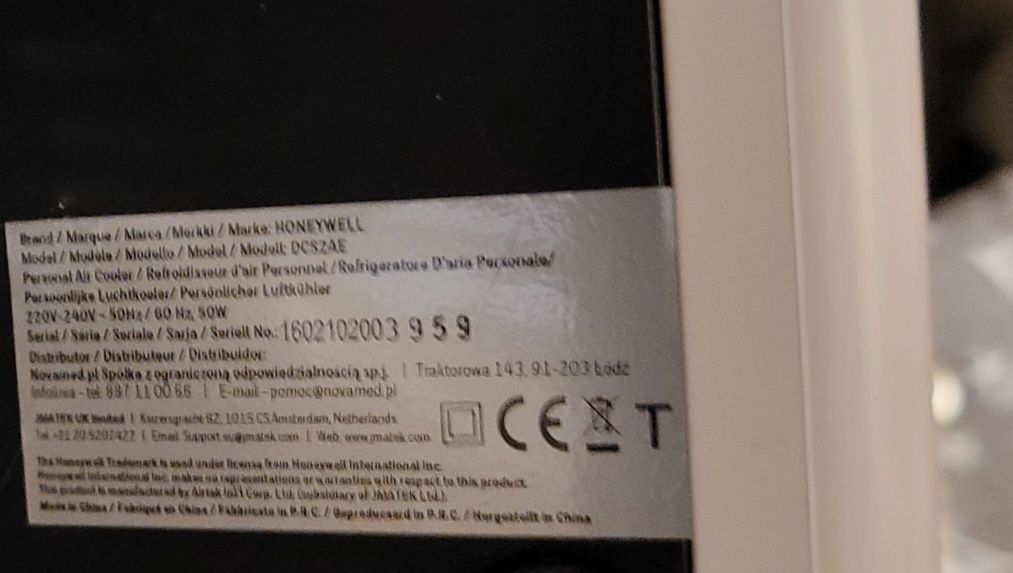 Brand / Marque / Marca / Merkki / Marke: HONEYWELL
Model / Modèle / Modello / Model / Modell: DCS2AE
Personal Air Cooler / Refroidisseur d'air Personnel / Refrigeratore D'aria Personale/
Persoonlijke Luchtkoeler/ Persönlicher Luftkühler
220V-240V ~ 50Hz / 60 Hz, 50W
Serial / Série / Seriale / Sarja / Seriell No.: 1602102003 959
Distributor / Distributeur / Distribuidor:
Novamed.pl Spółka z ograniczoną odpowiedzialnością sp.j. | Traktorowa 143, 91-203 Łódź
Infolinia - tel. 887 11 00 66 | E-mail - pomoc@novamed.pl
JMATEK UK Limited | Keizersgracht 62, 1015 CS Amsterdam, Netherlands
Tel. +31 20 5207427 | Email: Support.eu@jmatek.com | Web: www.jmatek.com
CE T
The Honeywell Trademark is used under license from Honeywell International Inc.
Honeywell International Inc. makes no representations or warranties with respect to this product.
This product is manufactured by Airtek Int'l Corp. Ltd. (subsidiary of JMATEK Ltd.).
Made in China / Fabriqué en Chine / Fabbricato in P.R.C. / Geproduceerd in P.R.C. / Hergestellt in China